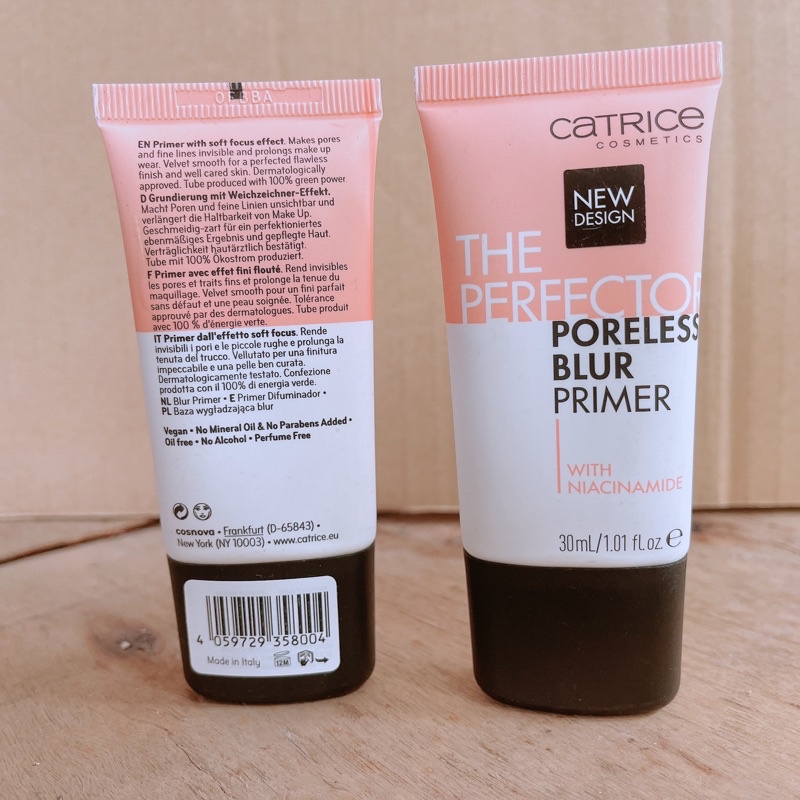 EN Primer with soft focus effect. Makes pores
and fine lines invisible and prolongs make up
wear. Velvet smooth for a perfected flawless
finish and well cared skin. Dermatologically
approved. Tube produced with 100% green power.
D Grundierung mit Weichzeichner-Effekt.
Macht Poren und feine Linien unsichtbar und
verlängert die Haltbarkeit von Make Up.
Geschmeidig-zart für ein perfektioniertes
ebenmäßiges Ergebnis und gepflegte Haut.
Verträglichkeit hautärztlich bestätigt.
Tube mit 100% Ökostrom produziert.
F Primer avec effet fini flouté. Rend invisibles
les pores et traits fins et prolonge la tenue du
maquillage. Velvet smooth pour un fini parfait
sans défaut et une peau soignée. Tolérance
approuvé par des dermatologues. Tube produit
avec 100 % d'énergie verte.
IT Primer dall'effetto soft focus. Rende
invisibili i pori e le piccole rughe e prolunga la
tenuta del trucco. Vellutato per una finitura
impeccabile e una pelle ben curata.
Dermatologicamente testato. Confezione
prodotta con il 100% di energia verde.
NL Blur Primer • E Primer Difuminador •
PL Baza wygładzająca blur
Vegan • No Mineral Oil & No Parabens Added •
Oil free • No Alcohol • Perfume Free
cosnova • Frankfurt (D-65843) •
New York (NY 10003) • www.catrice.eu
4 059729 358004
Made in Italy
12M
CATRICE
COSMETICS
NEW
DESIGN
THE
PERFECTOR
PORELESS
BLUR
PRIMER
WITH
NIACINAMIDE
30mL/1.01 fl.oz. ℮